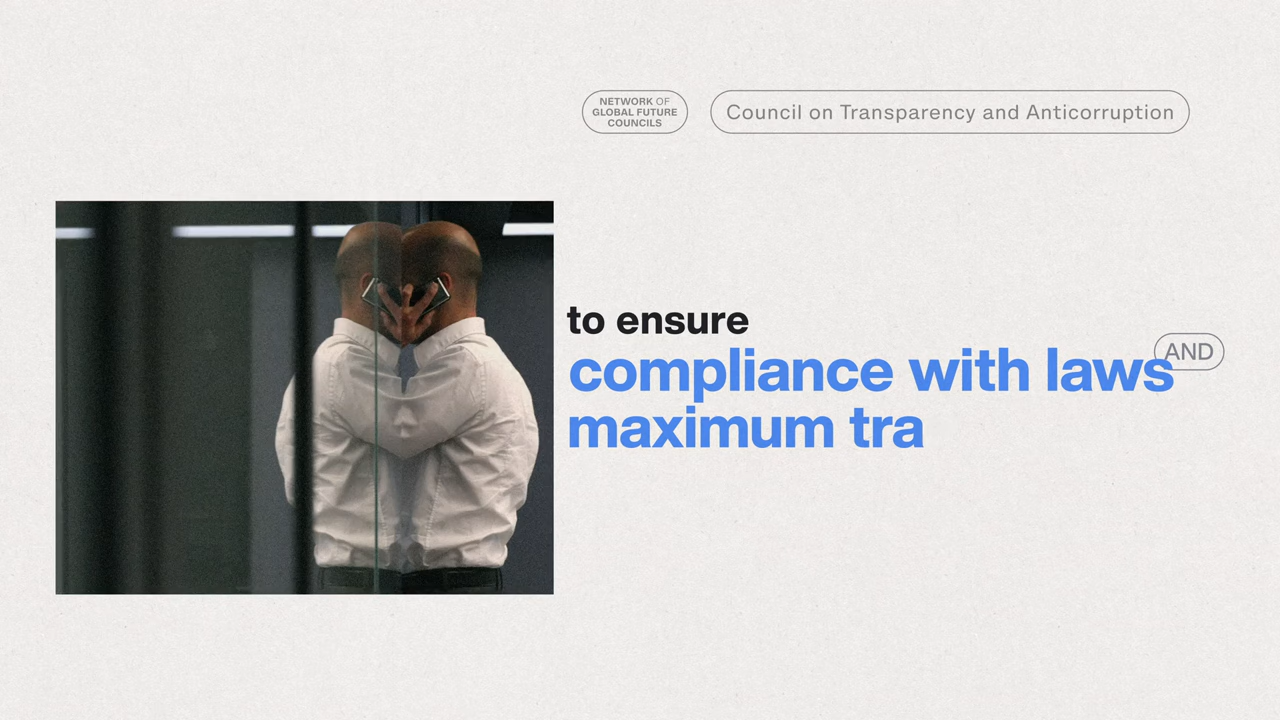 NETWORK OF
GLOBAL FUTURE
COUNCILS
Council on Transparency and Anticorruption
to ensure
compliance with laws AND
maximum tra